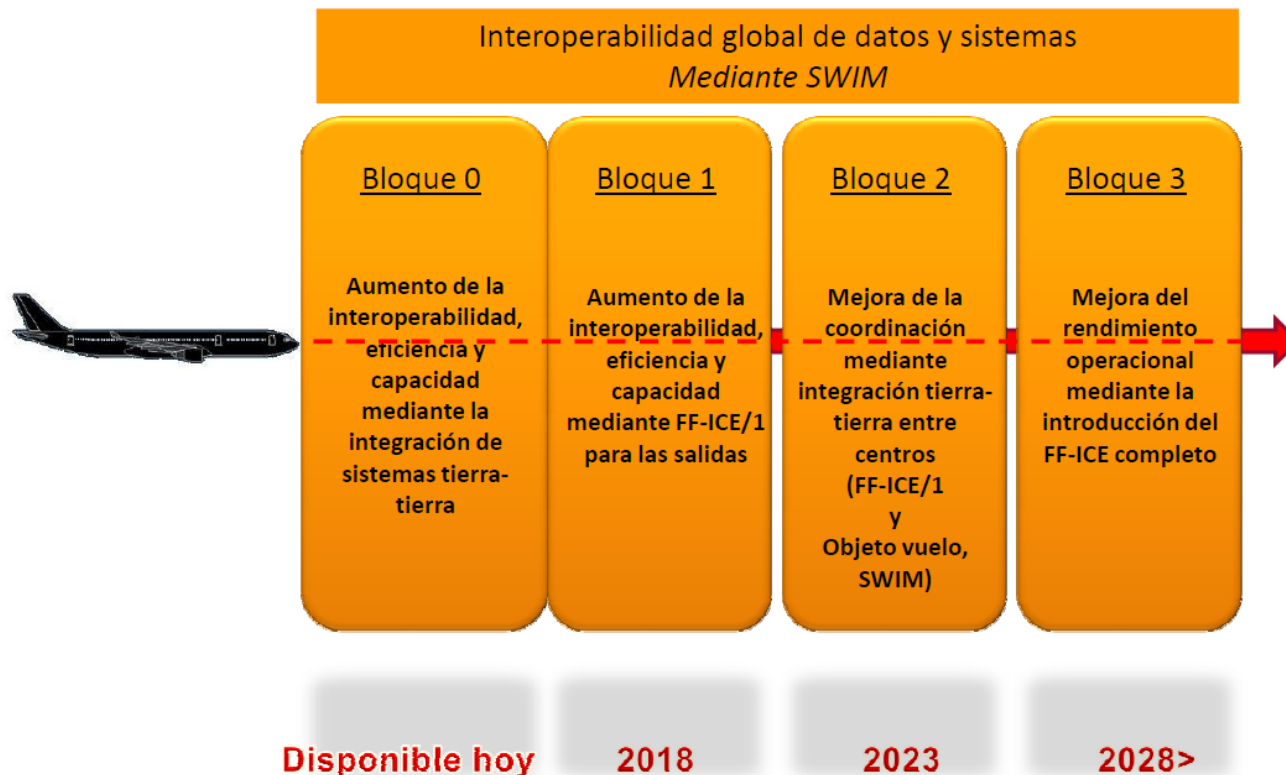 Interoperabilidad global de datos y sistemas
Mediante SWIM
Bloque 0
Aumento de la
interoperabilidad,
eficiencia y
capacidad
mediante la
integración de
sistemas tierra-
tierra
Bloque 1
Aumento de la
interoperabilidad,
eficiencia y
capacidad
mediante FF-ICE/1
para las salidas
Bloque 2
Mejora de la
coordinación
mediante
integración tierra-
tierra entre
centros
(FF-ICE/1
y
Objeto vuelo,
SWIM)
Bloque 3
Mejora del
rendimiento
operacional
mediante la
introducción del
FF-ICE completo
Disponible hoy
2018
2023
2028>